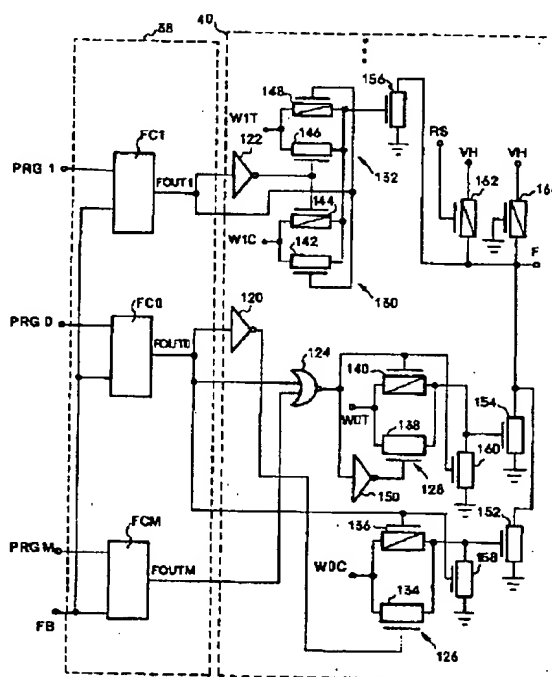 38
40
148
W1T
146
122
156
132
RS
VH
VH
162
PRG 1
FC1
FOUT1
144
W1C
142
130
F
PRG 0
FC0
FOUT0
120
124
140
W0T
138
128
150
154
160
136
152
W0C
134
158
126
PRG M
FCM
FOUTM
FB